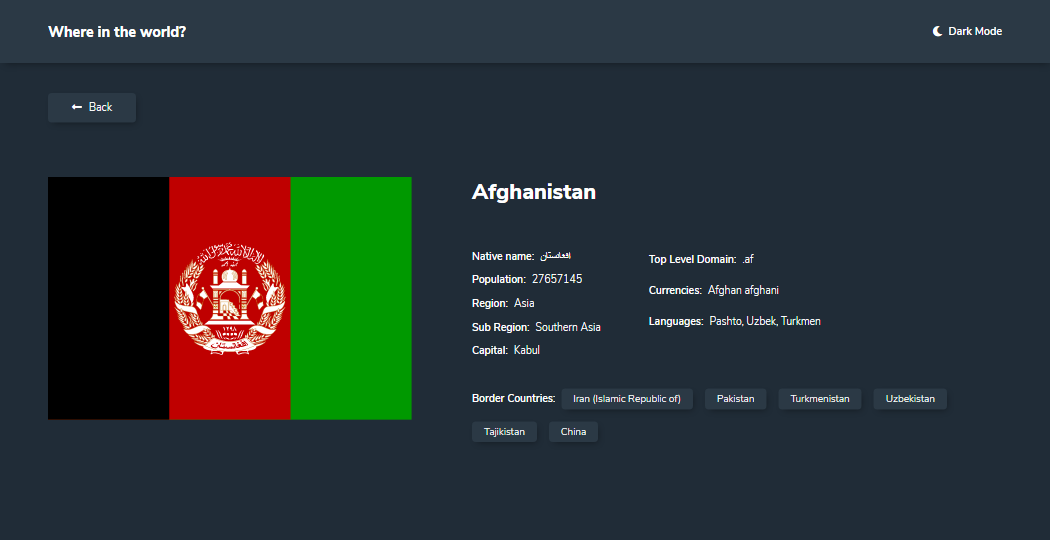 Where in the world?
Dark Mode
Back
Afghanistan
Native name: افغانستان
Population: 27657145
Region: Asia
Sub Region: Southern Asia
Capital: Kabul
Top Level Domain: .af
Currencies: Afghan afghani
Languages: Pashto, Uzbek, Turkmen
Border Countries: Iran (Islamic Republic of) Pakistan Turkmenistan Uzbekistan
Tajikistan China